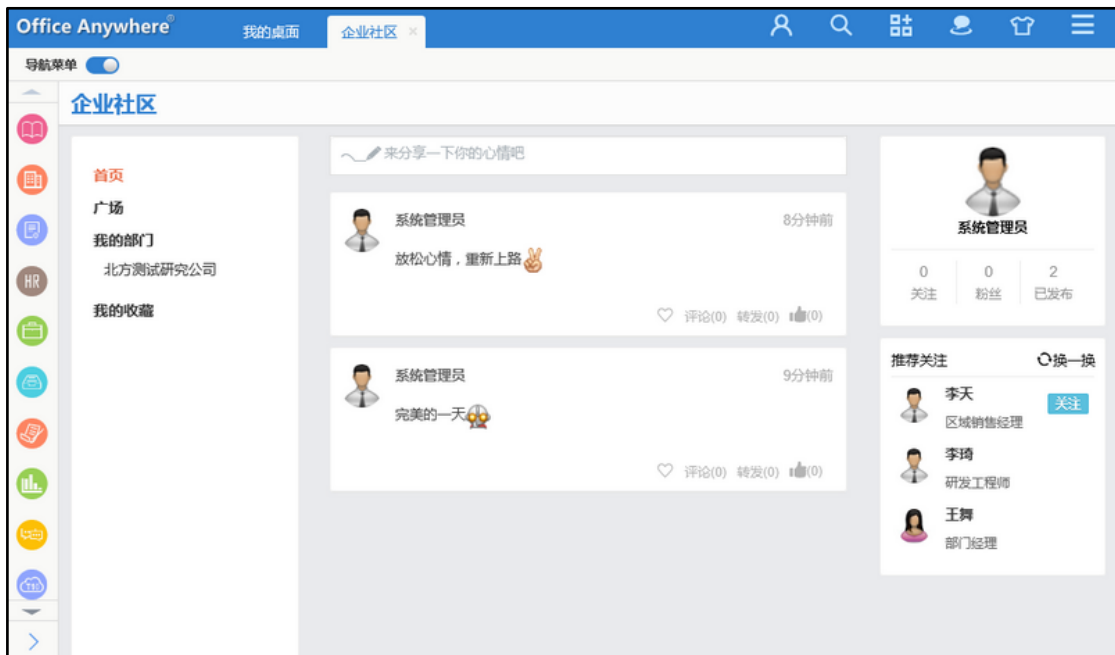 Office Anywhere®
我的桌面
企业社区 ×
导航菜单
企业社区
首页
广场
我的部门
北方测试研究公司
我的收藏
HR
来分享一下你的心情吧
系统管理员 8分钟前
放松心情，重新上路
评论(0) 转发(0) (0)
系统管理员 9分钟前
完美的一天
评论(0) 转发(0) (0)
系统管理员
0 0 2
关注 粉丝 已发布
推荐关注 换一换
李天 关注
区域销售经理
李琦
研发工程师
王舞
部门经理